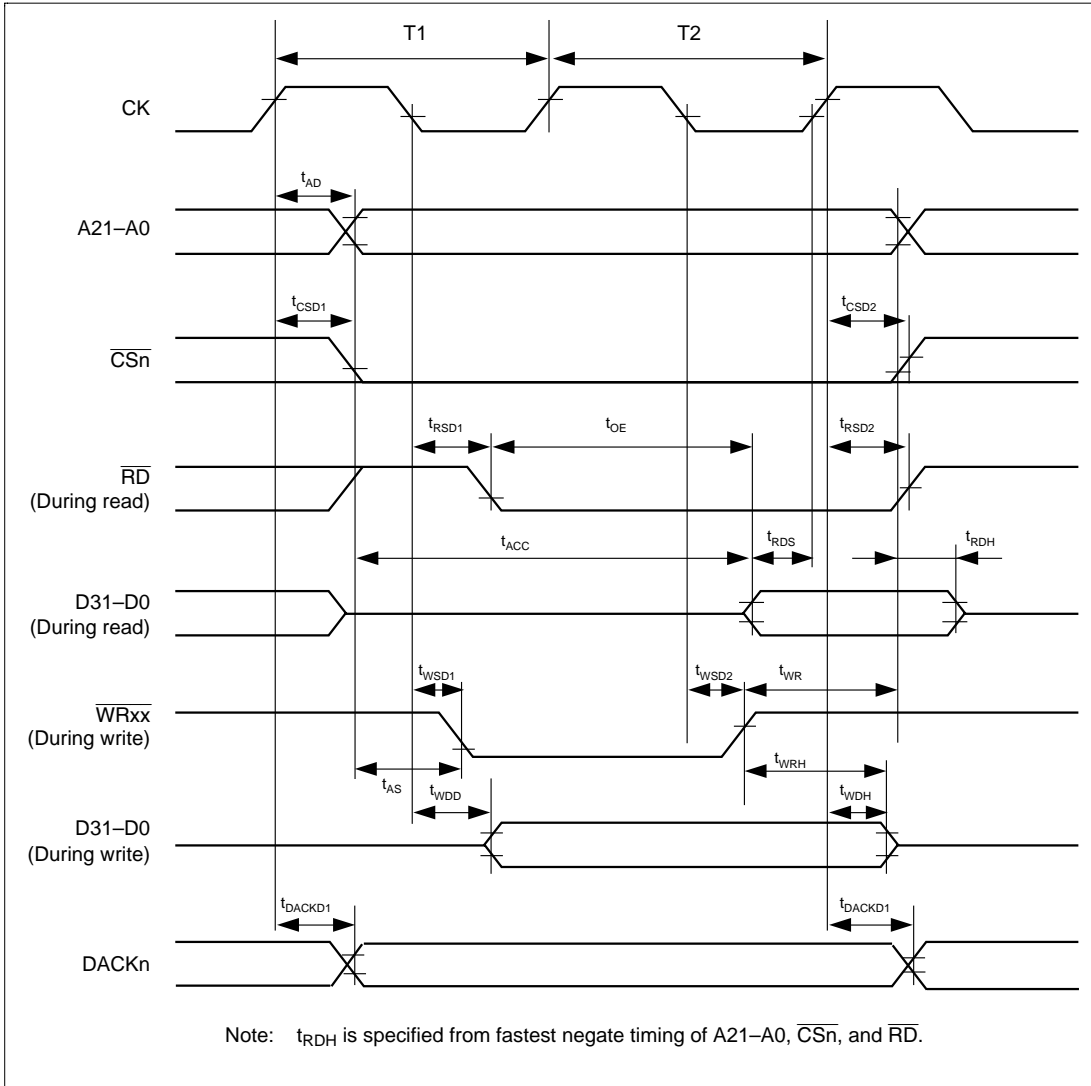 T1 T2
CK
tAD
A21–A0
tCSD1 tCSD2
CSn
tRSD1 tOE tRSD2
RD
(During read)
tACC tRDS tRDH
D31–D0
(During read)
tWSD1 tWSD2 tWR
WRxx
(During write)
tAS tWDD tWRH tWDH
D31–D0
(During write)
tDACKD1 tDACKD1
DACKn
Note: tRDH is specified from fastest negate timing of A21–A0, CSn, and RD.